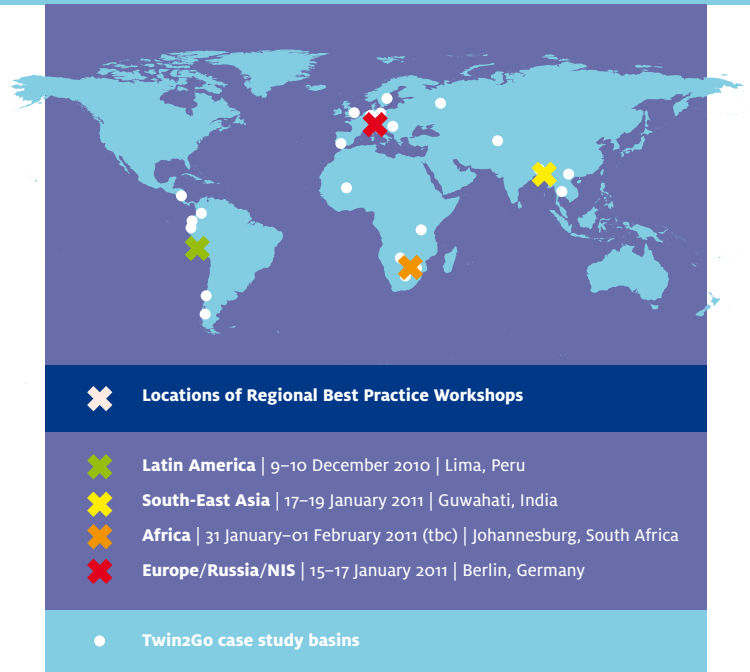 Locations of Regional Best Practice Workshops
Latin America | 9–10 December 2010 | Lima, Peru
South-East Asia | 17–19 January 2011 | Guwahati, India
Africa | 31 January–01 February 2011 (tbc) | Johannesburg, South Africa
Europe/Russia/NIS | 15–17 January 2011 | Berlin, Germany
Twin2Go case study basins